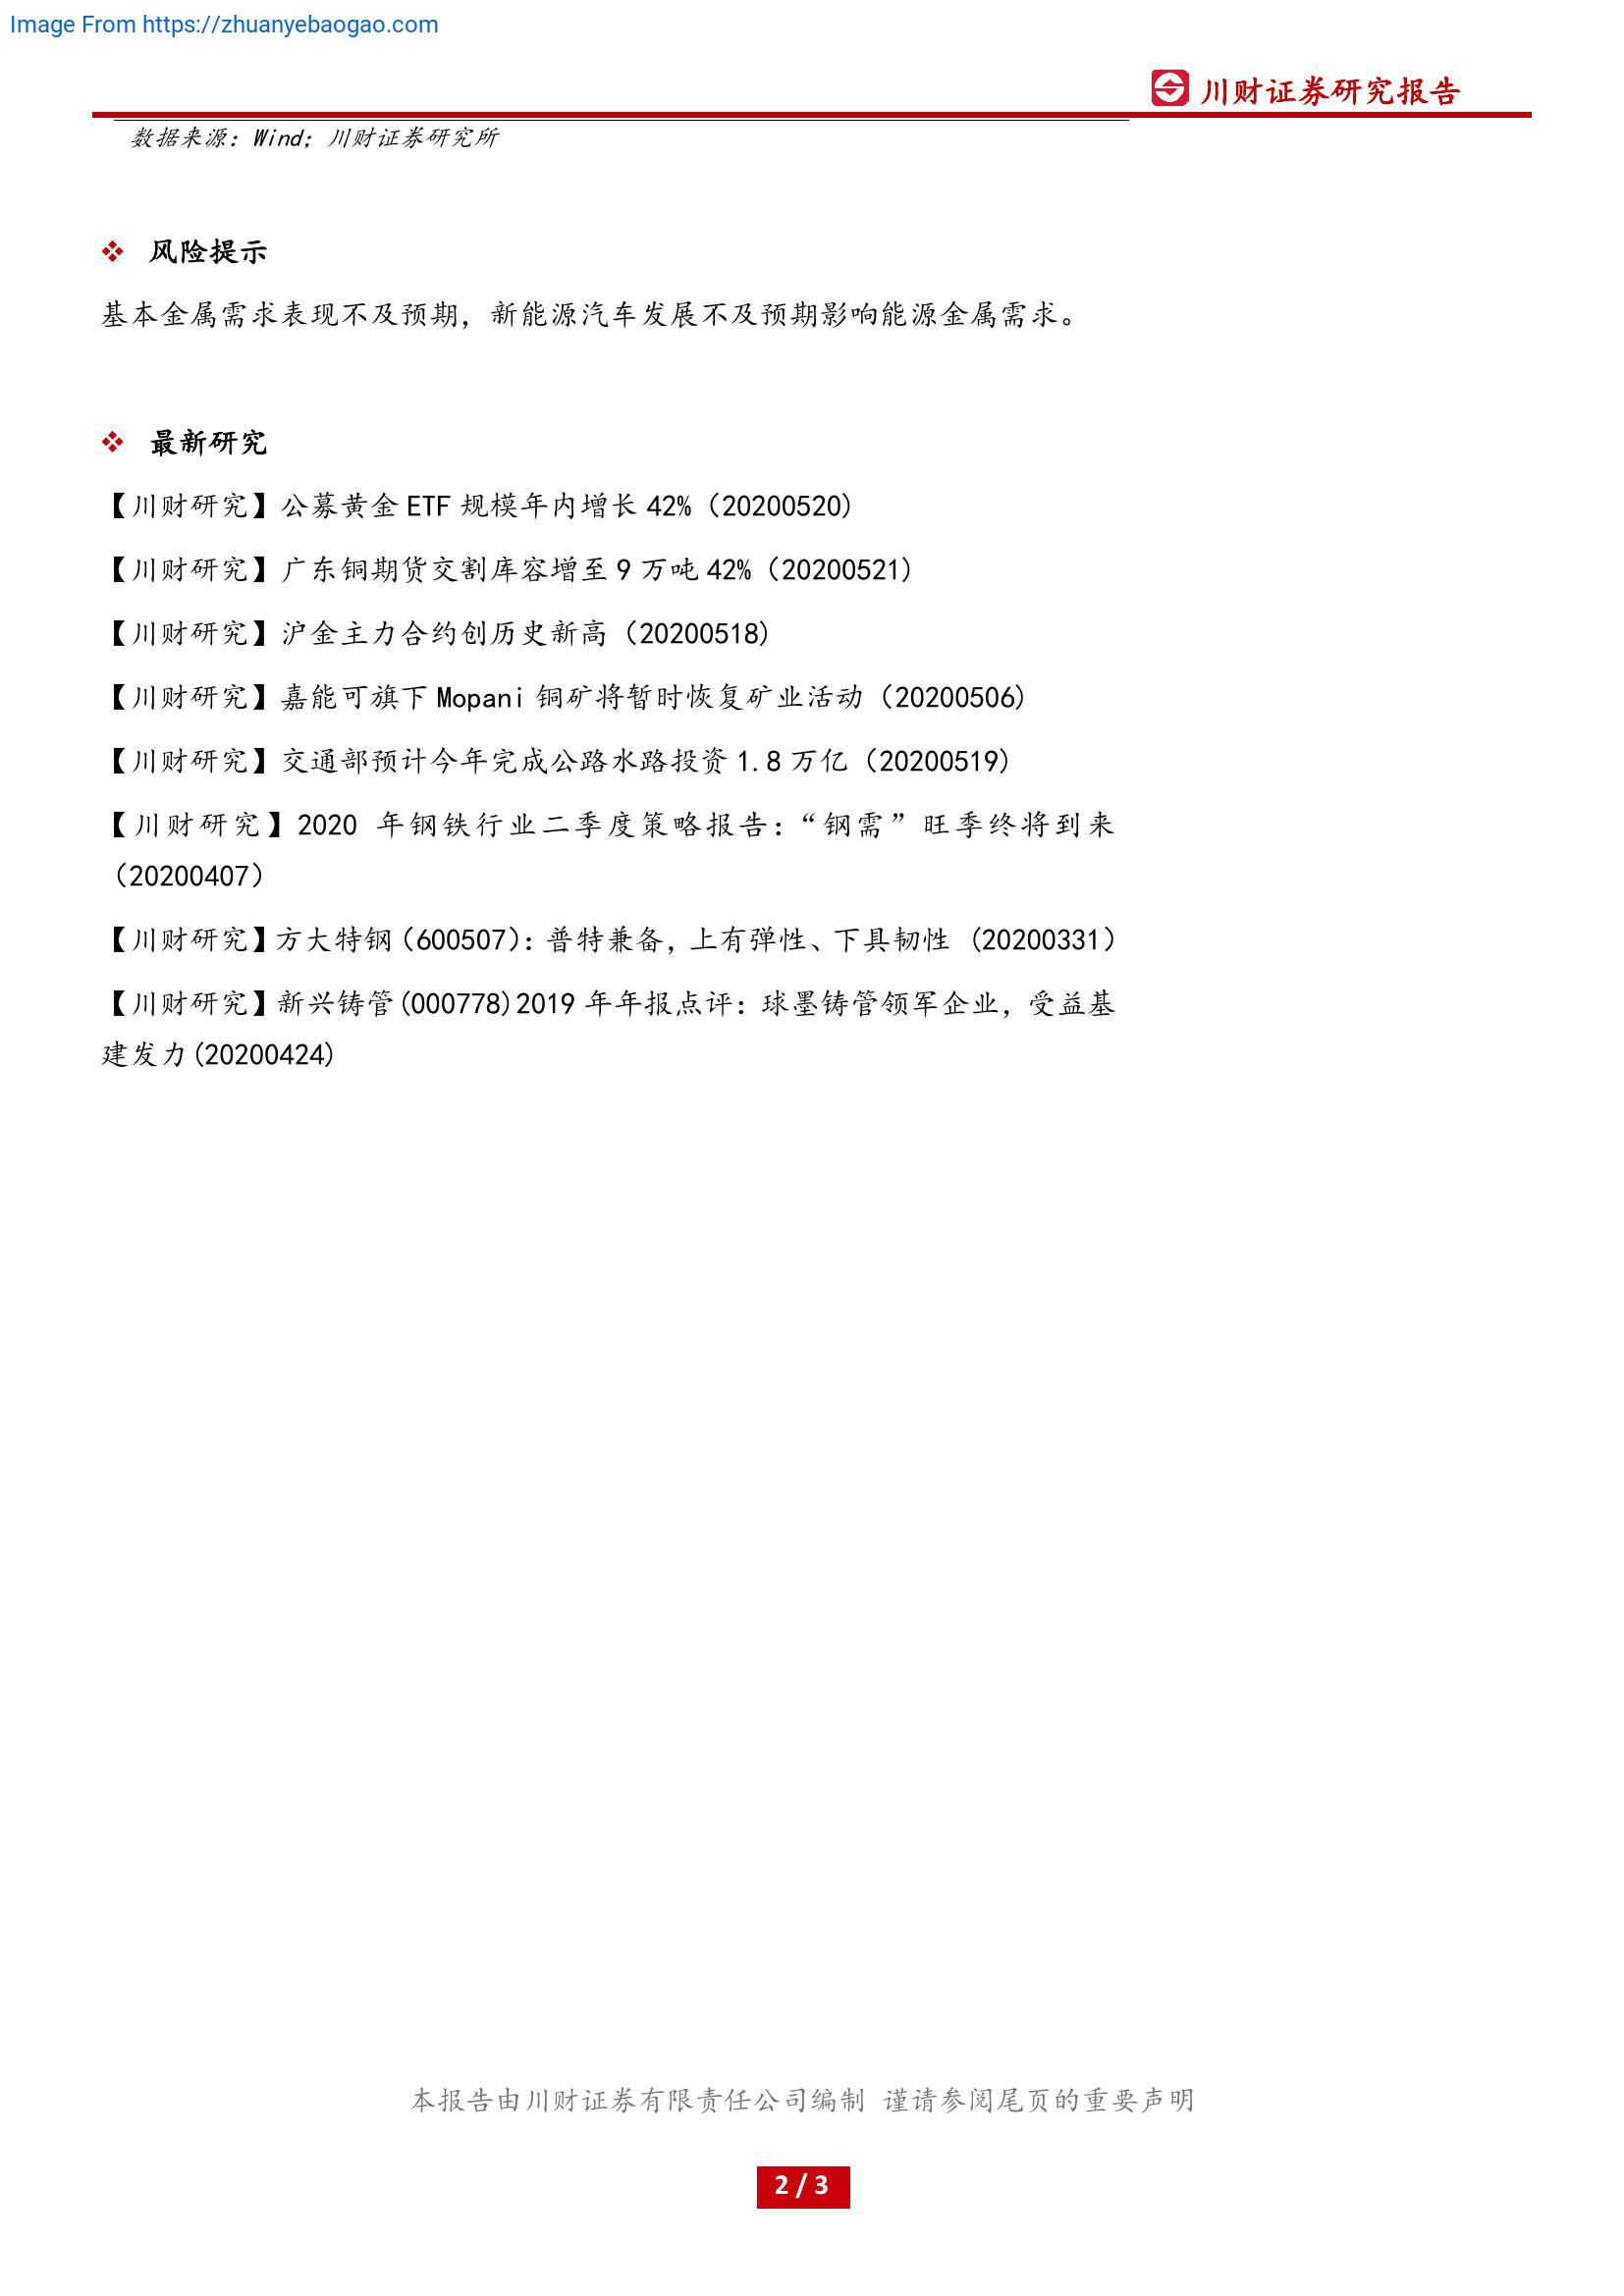 Image From https://zhuanyebaogao.com
川财证券研究报告
数据来源：Wind；川财证券研究所
风险提示
基本金属需求表现不及预期，新能源汽车发展不及预期影响能源金属需求。
最新研究
【川财研究】公募黄金 ETF 规模年内增长 42%（20200520)
【川财研究】广东铜期货交割库容增至 9 万吨 42%（20200521)
【川财研究】沪金主力合约创历史新高（20200518)
【川财研究】嘉能可旗下 Mopani 铜矿将暂时恢复矿业活动（20200506)
【川财研究】交通部预计今年完成公路水路投资 1.8 万亿（20200519)
【川财研究】2020 年钢铁行业二季度策略报告：“钢需”旺季终将到来
（20200407）
【川财研究】方大特钢（600507）：普特兼备，上有弹性、下具韧性 (20200331）
【川财研究】新兴铸管(000778)2019 年年报点评：球墨铸管领军企业，受益基
建发力(20200424)
本报告由川财证券有限责任公司编制 谨请参阅尾页的重要声明
2 / 3